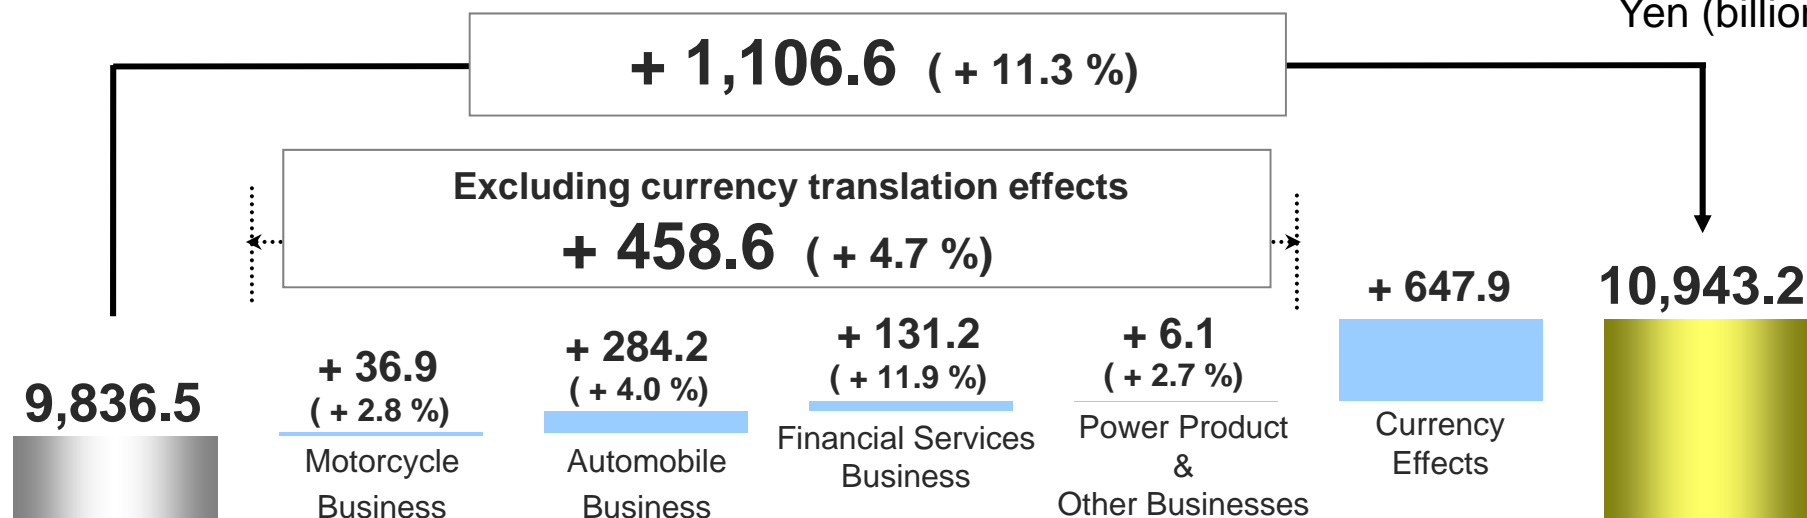 Yen (billion
+ 1,106.6 ( + 11.3 %)
Excluding currency translation effects
+ 458.6 ( + 4.7 %)
9,836.5
+ 36.9
( + 2.8 %)
Motorcycle
Business
+ 284.2
( + 4.0 %)
Automobile
Business
+ 131.2
( + 11.9 %)
Financial Services
Business
+ 6.1
( + 2.7 %)
Power Product
&
Other Businesses
+ 647.9
Currency
Effects
10,943.2